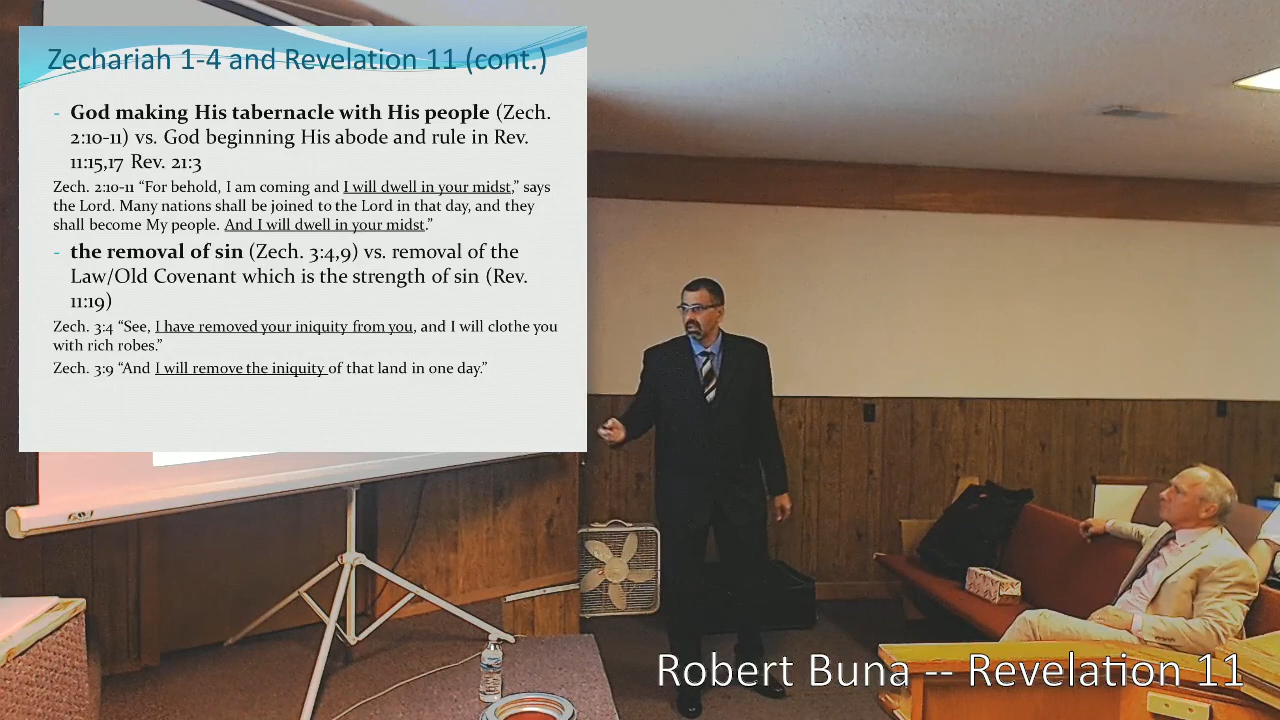 Zechariah 1-4 and Revelation 11 (cont.)
- God making His tabernacle with His people (Zech.
2:10-11) vs. God beginning His abode and rule in Rev.
11:15,17 Rev. 21:3
Zech. 2:10-11 “For behold, I am coming and I will dwell in your midst,” says
the Lord. Many nations shall be joined to the Lord in that day, and they
shall become My people. And I will dwell in your midst.”
- the removal of sin (Zech. 3:4,9) vs. removal of the
Law/Old Covenant which is the strength of sin (Rev.
11:19)
Zech. 3:4 “See, I have removed your iniquity from you, and I will clothe you
with rich robes.”
Zech. 3:9 “And I will remove the iniquity of that land in one day.”
Robert Buna -- Revelation 11